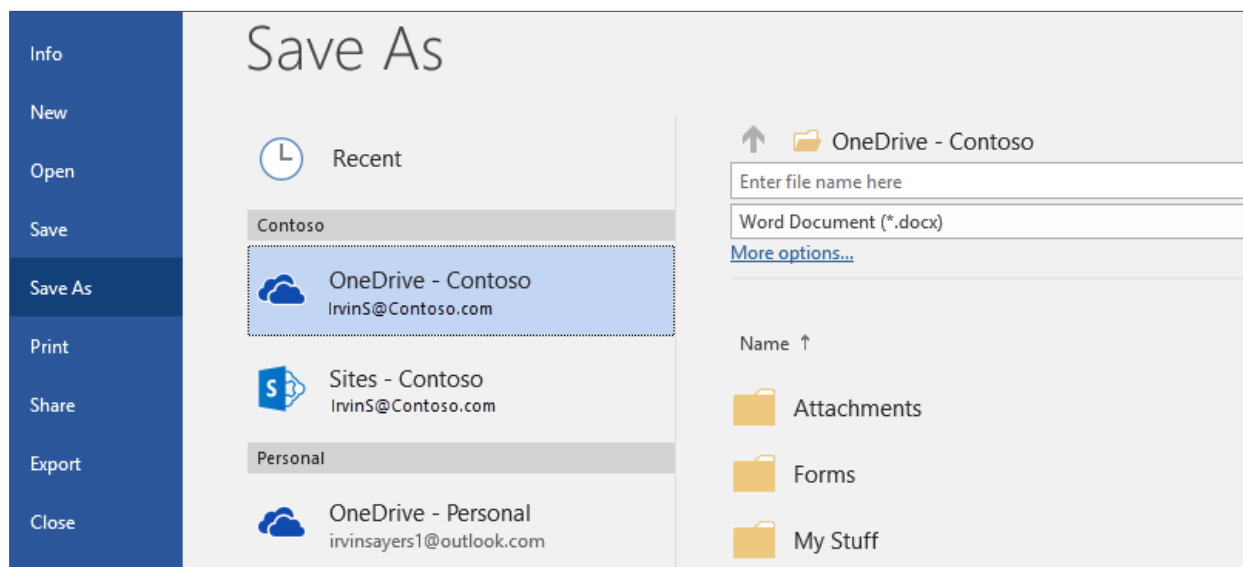 Info
New
Open
Save
Save As
Print
Share
Export
Close
Save As
Recent
Contoso
OneDrive - Contoso
IrvinS@Contoso.com
Sites - Contoso
IrvinS@Contoso.com
Personal
OneDrive - Personal
irvinsayers1@outlook.com
OneDrive - Contoso
Enter file name here
Word Document (*.docx)
More options...
Name ↑
Attachments
Forms
My Stuff